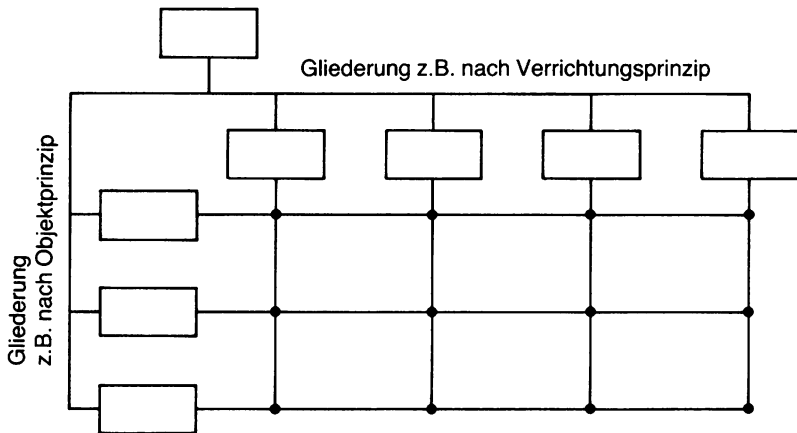 Gliederung z.B. nach Verrichtungsprinzip
Gliederung
z.B. nach Objektprinzip